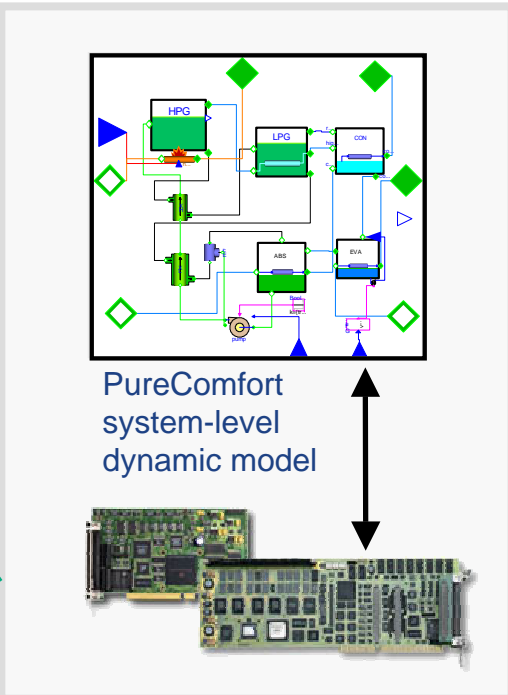 HPG
LPG
CON
ABS
EVA
pump
PureComfort
system-level
dynamic model